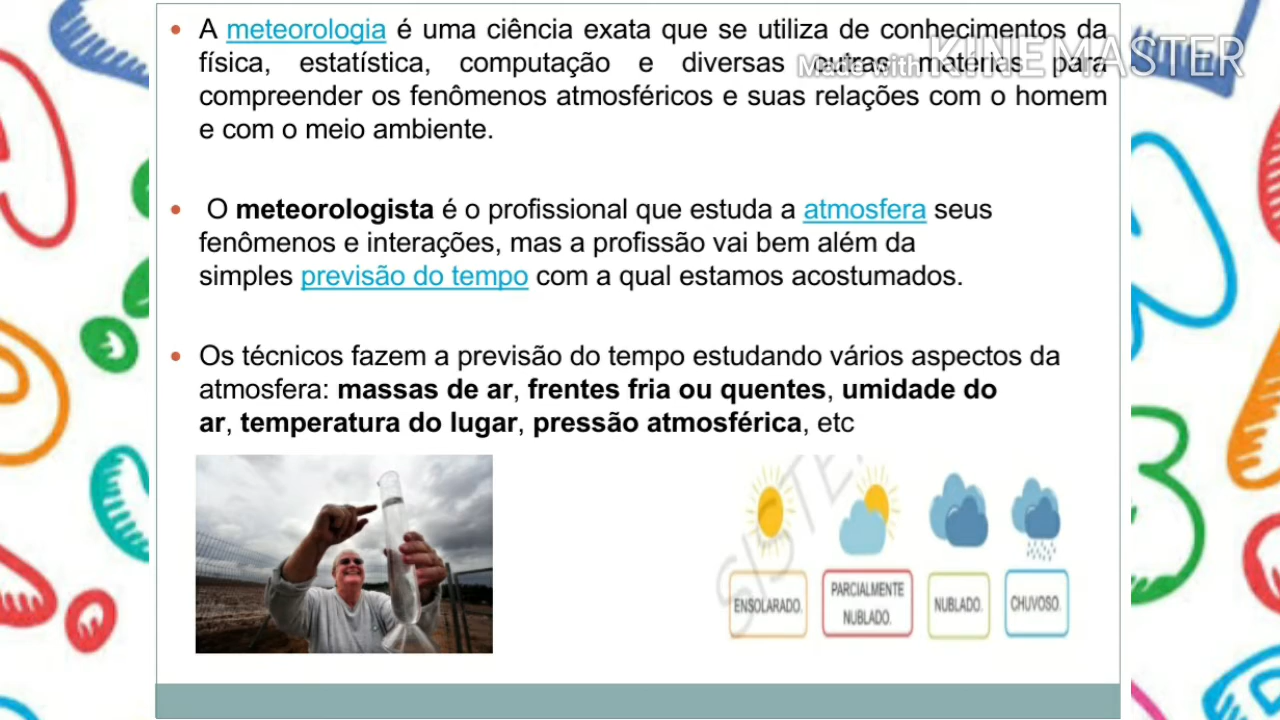 • A meteorologia é uma ciência exata que se utiliza de conhecimentos da
física, estatística, computação e diversas outras matérias para
compreender os fenômenos atmosféricos e suas relações com o homem
e com o meio ambiente.
Made with KINEMASTER
• O meteorologista é o profissional que estuda a atmosfera seus
fenômenos e interações, mas a profissão vai bem além da
simples previsão do tempo com a qual estamos acostumados.
• Os técnicos fazem a previsão do tempo estudando vários aspectos da
atmosfera: massas de ar, frentes fria ou quentes, umidade do
ar, temperatura do lugar, pressão atmosférica, etc
ENSOLARADO.
PARCIALMENTE
NUBLADO.
NUBLADO.
CHUVOSO.